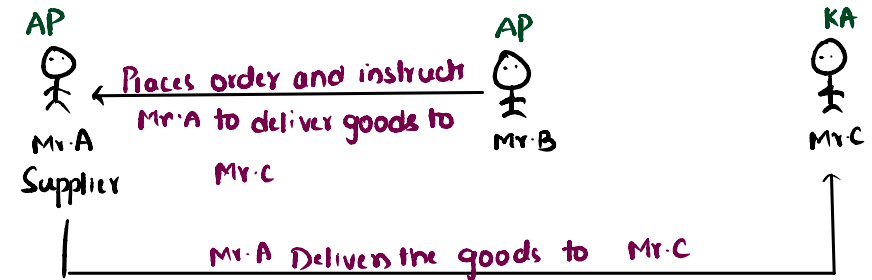 AP
AP
KA
Places order and instruct
Mr.A to deliver goods to
Mr.C
Mr.A
Supplier
Mr.B
Mr.C
Mr.A Delivers the goods to Mr.C